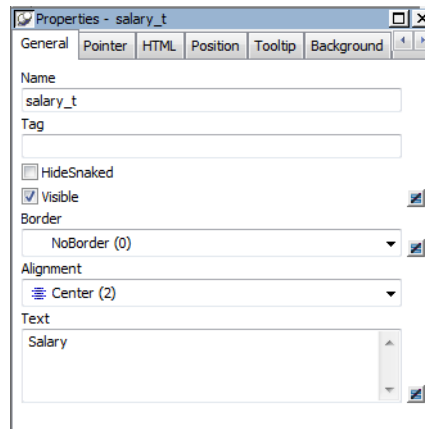 Properties - salary_t
General Pointer HTML Position Tooltip Background
Name
salary_t
Tag
HideSnaked
Visible
Border
NoBorder (0)
Alignment
Center (2)
Text
Salary